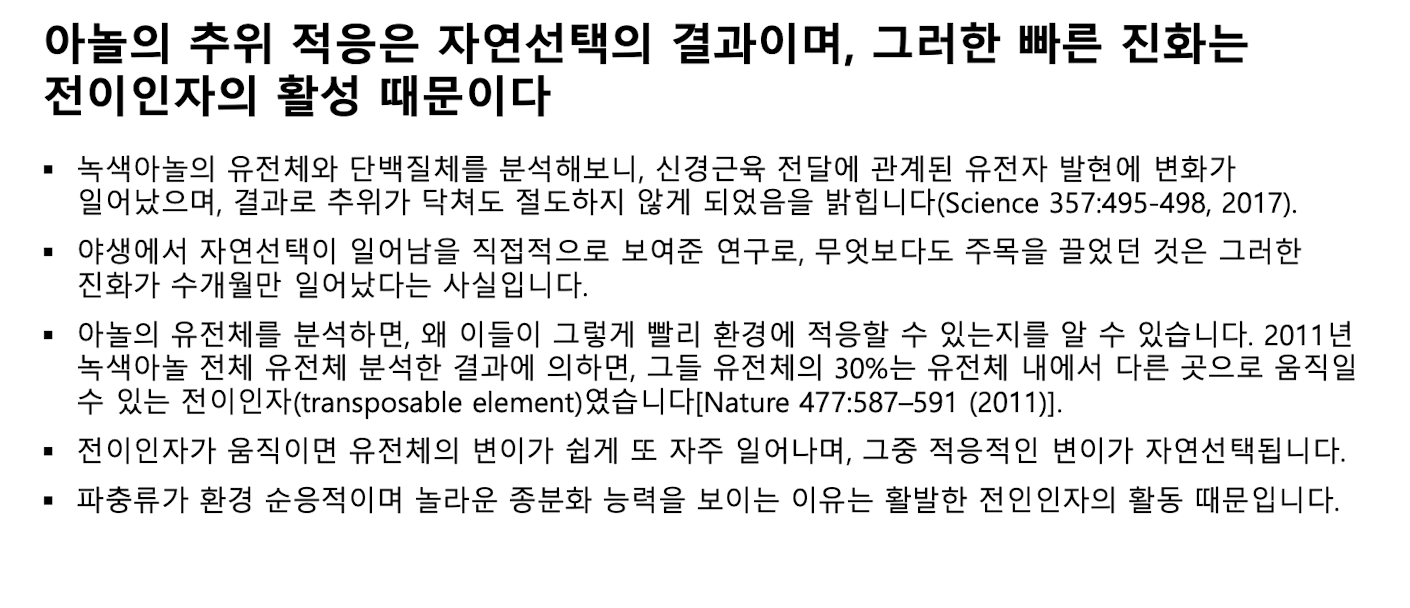 아놀의 추위 적응은 자연선택의 결과이며, 그러한 빠른 진화는
전이인자의 활성 때문이다
▪ 녹색아놀의 유전체와 단백질체를 분석해보니, 신경근육 전달에 관계된 유전자 발현에 변화가
일어났으며, 결과로 추위가 닥쳐도 절도하지 않게 되었음을 밝힙니다(Science 357:495-498, 2017).
▪ 야생에서 자연선택이 일어남을 직접적으로 보여준 연구로, 무엇보다도 주목을 끌었던 것은 그러한
진화가 수개월만 일어났다는 사실입니다.
▪ 아놀의 유전체를 분석하면, 왜 이들이 그렇게 빨리 환경에 적응할 수 있는지를 알 수 있습니다. 2011년
녹색아놀 전체 유전체 분석한 결과에 의하면, 그들 유전체의 30%는 유전체 내에서 다른 곳으로 움직일
수 있는 전이인자(transposable element)였습니다[Nature 477:587–591 (2011)].
▪ 전이인자가 움직이면 유전체의 변이가 쉽게 또 자주 일어나며, 그중 적응적인 변이가 자연선택됩니다.
▪ 파충류가 환경 순응적이며 놀라운 종분화 능력을 보이는 이유는 활발한 전인인자의 활동 때문입니다.